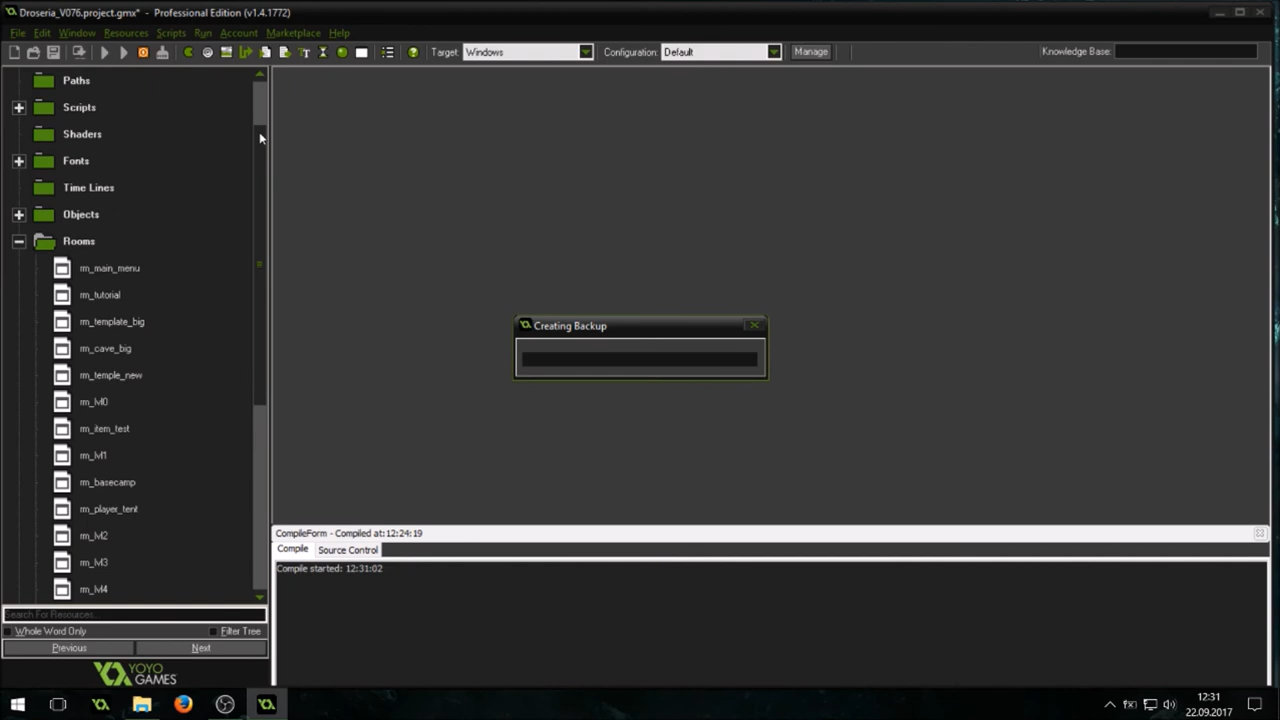 Droseria_V076.project.gmx* - Professional Edition (v1.4.1772)
File Edit Window Resources Scripts Run Account Marketplace Help
Target: Windows Configuration: Default Manage Knowledge Base:
Paths
Scripts
Shaders
Fonts
Time Lines
Objects
Rooms
rm_main_menu
rm_tutorial
rm_template_big
rm_cave_big
rm_temple_new
rm_lvl0
rm_item_test
rm_lvl1
rm_basecamp
rm_player_tent
rm_lvl2
rm_lvl3
rm_lvl4
Creating Backup
CompileForm - Compiled at:12:24:19
Compile Source Control
Compile started: 12:31:02
Search For Resources...
Whole Word Only Filter Tree
Previous Next
YOYO
GAMES
12:31
22.09.2017